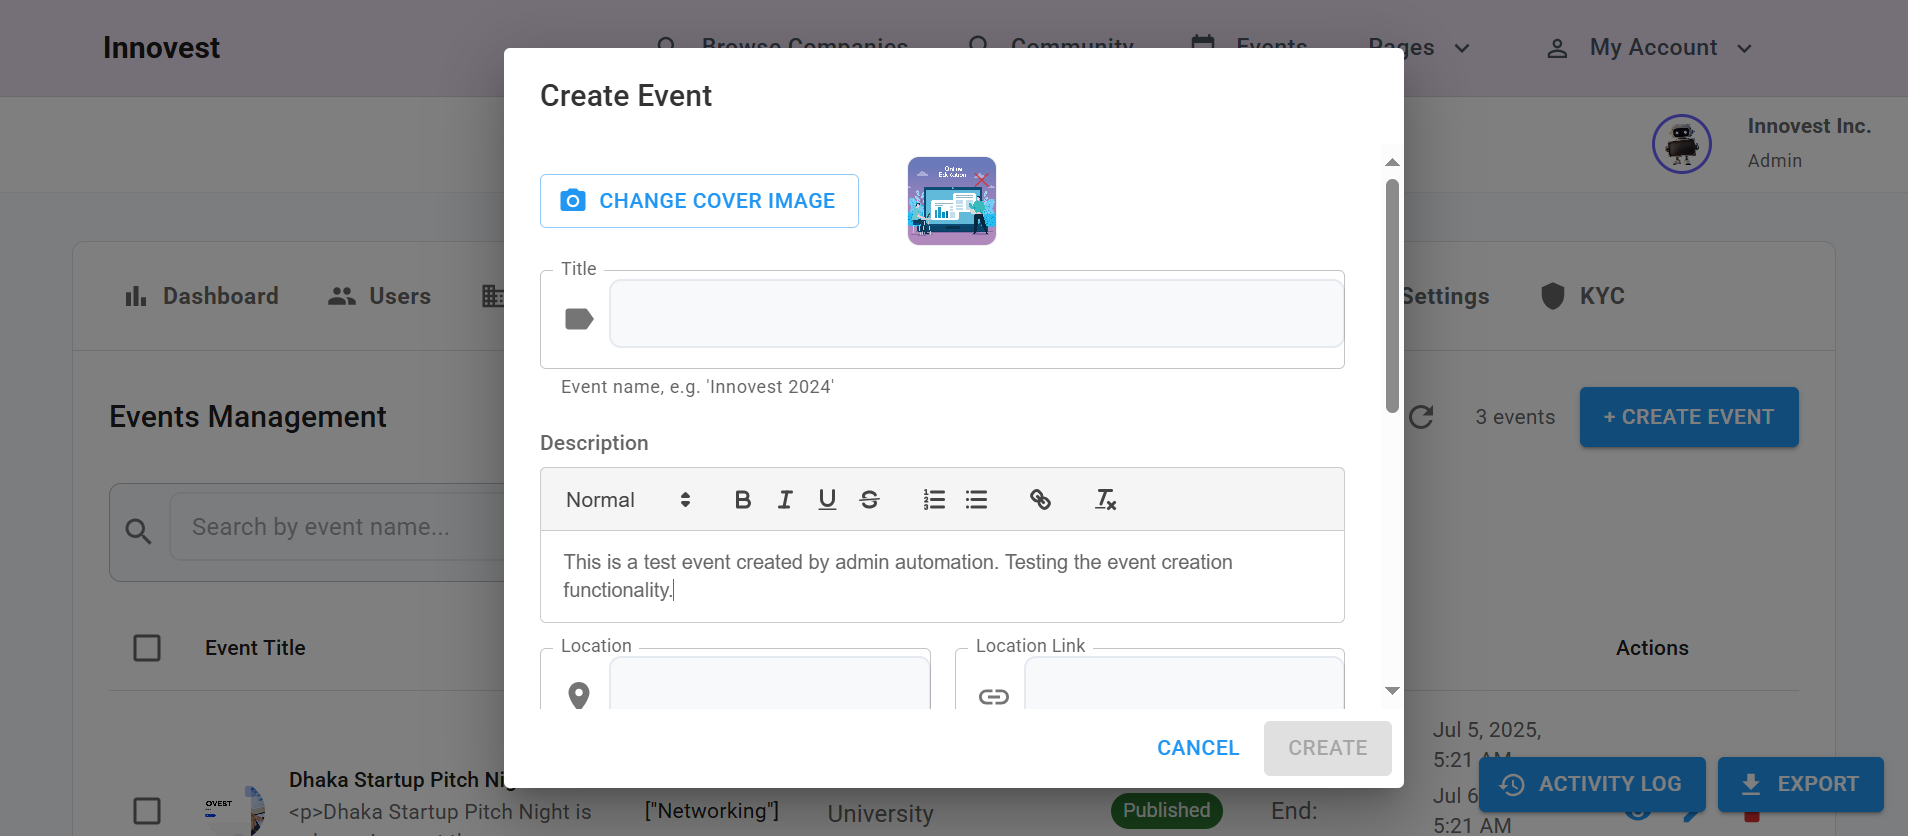 Innovest
Browse Companies
Community
Events
Pages
My Account
Innovest Inc.
Admin
Dashboard
Users
Settings
KYC
Events Management
3 events
+ CREATE EVENT
Search by event name...
Event Title
Actions
Dhaka Startup Pitch Nig
<p>Dhaka Startup Pitch Night is
["Networking"]
University
Published
End:
Jul 5, 2025,
5:21 AM
Jul 6
5:21 AM
ACTIVITY LOG
EXPORT
Create Event
CHANGE COVER IMAGE
Online
Education
Title
Event name, e.g. 'Innovest 2024'
Description
Normal
This is a test event created by admin automation. Testing the event creation
functionality.
Location
Location Link
CANCEL
CREATE